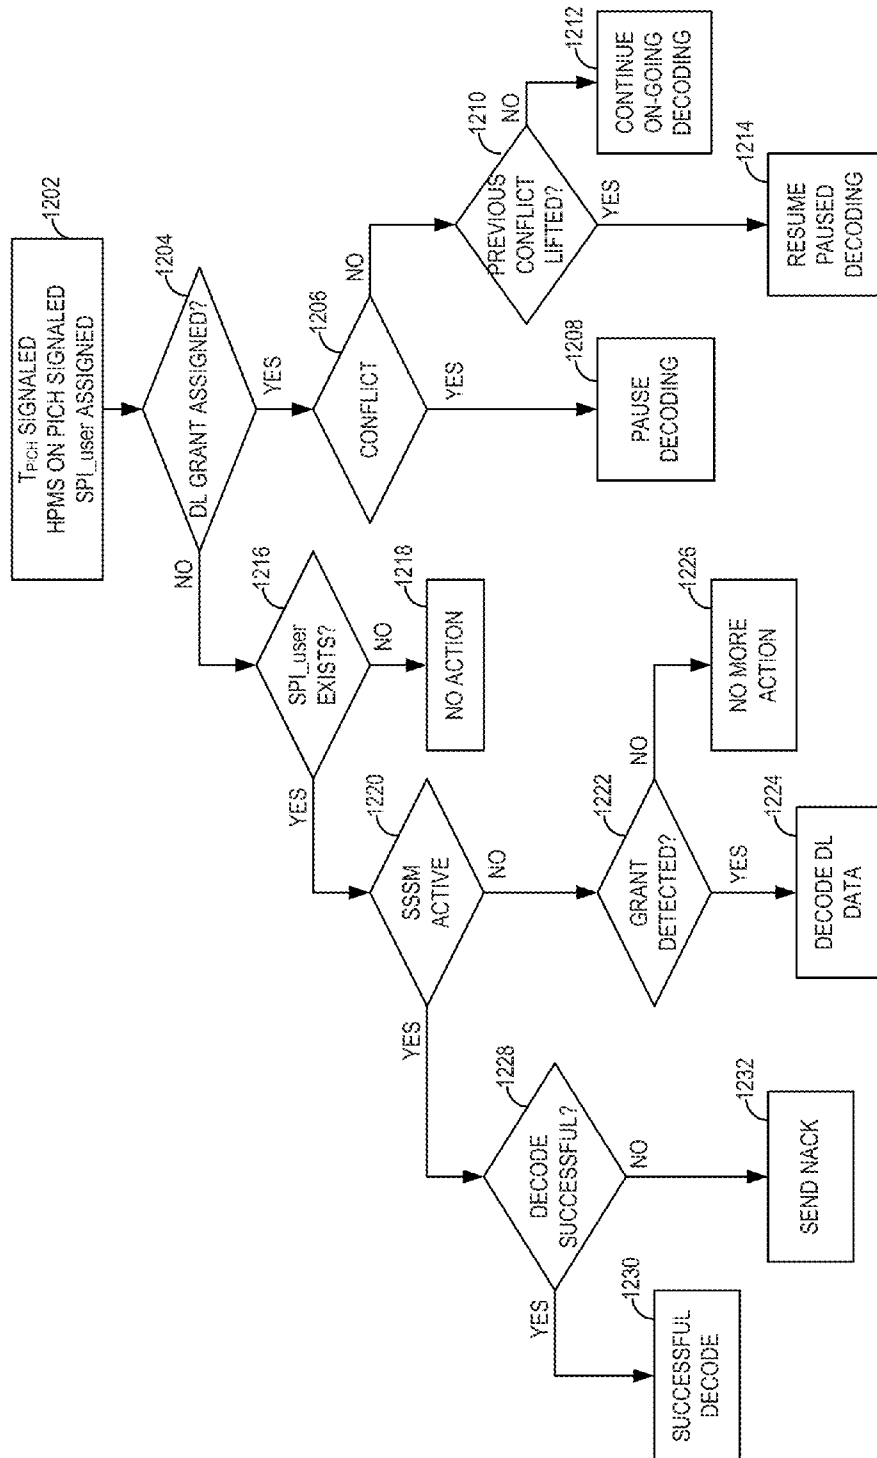 1202
TPICH SIGNALED
HPMS ON PICH SIGNALED
SPI_user ASSIGNED
1204
DL GRANT ASSIGNED?
NO
YES
1206
CONFLICT
NO
YES
1208
PAUSE
DECODING
1210
PREVIOUS
CONFLICT
LIFTED?
NO
YES
1212
CONTINUE
ON-GOING
DECODING
1214
RESUME
PAUSED
DECODING
1216
SPI_user
EXISTS?
YES
NO
1218
NO ACTION
1220
SSSM
ACTIVE
YES
NO
1222
GRANT
DETECTED?
NO
YES
1224
DECODE DL
DATA
1226
NO MORE
ACTION
1228
DECODE
SUCCESSFUL?
YES
NO
1230
SUCCESSFUL
DECODE
1232
SEND NACK